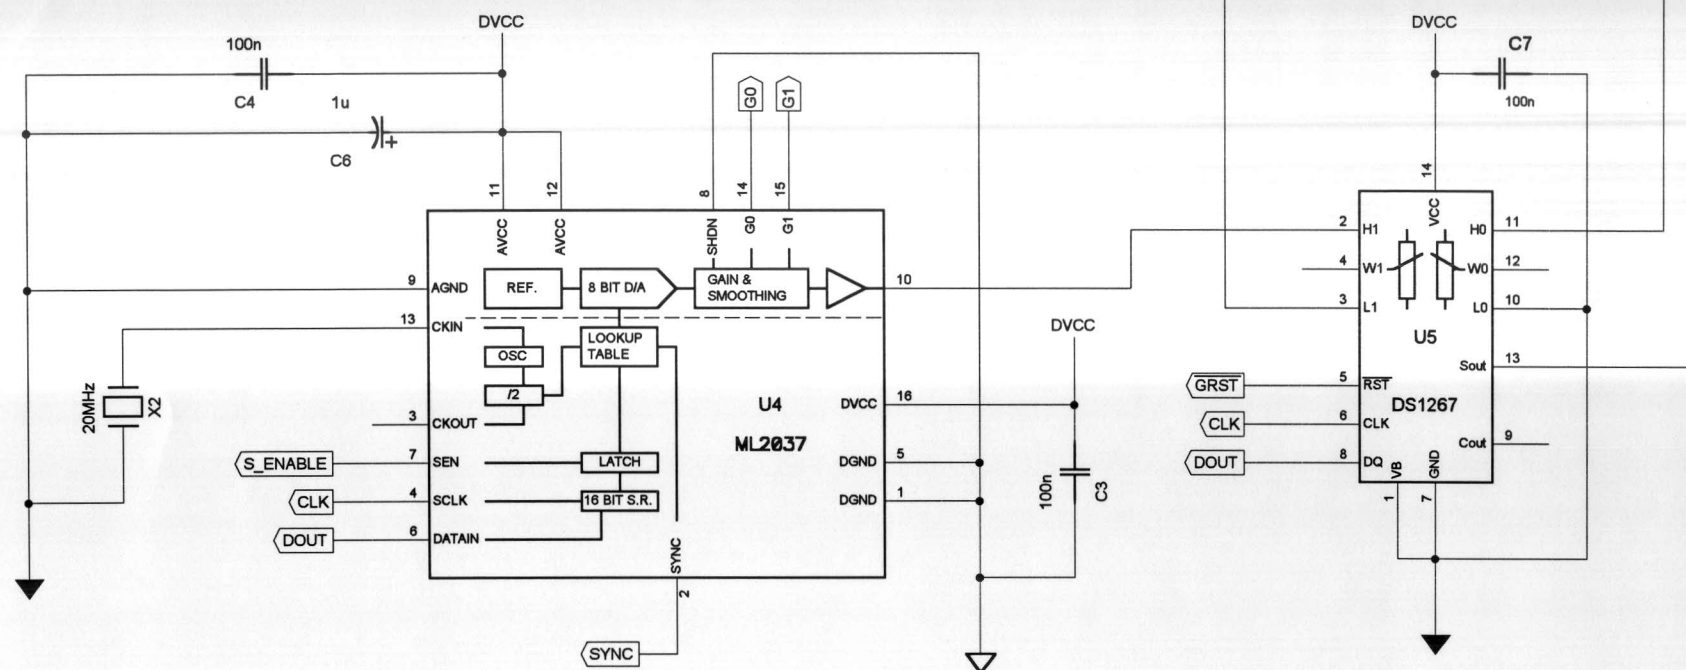 DVCC
100n
C4
1u
C6
11
12
8
14
15
G0
G1
AVCC
AVCC
SHDN
G0
G1
9
AGND
REF.
8 BIT D/A
GAIN &
SMOOTHING
10
13
CKIN
OSC
LOOKUP
TABLE
/2
20MHz
X2
3
CKOUT
U4
ML2037
DVCC
16
S_ENABLE
7
SEN
LATCH
DGND
5
CLK
4
SCLK
16 BIT S.R.
DGND
1
DOUT
6
DATAIN
SYNC
2
SYNC
DVCC
100n
C3
DVCC
C7
100n
14
VCC
2
H1
H0
11
4
W1
W0
12
3
L1
L0
10
U5
Sout
13
GRST
5
RST
DS1267
CLK
6
CLK
Cout
9
DOUT
8
DQ
VB
GND
1
7